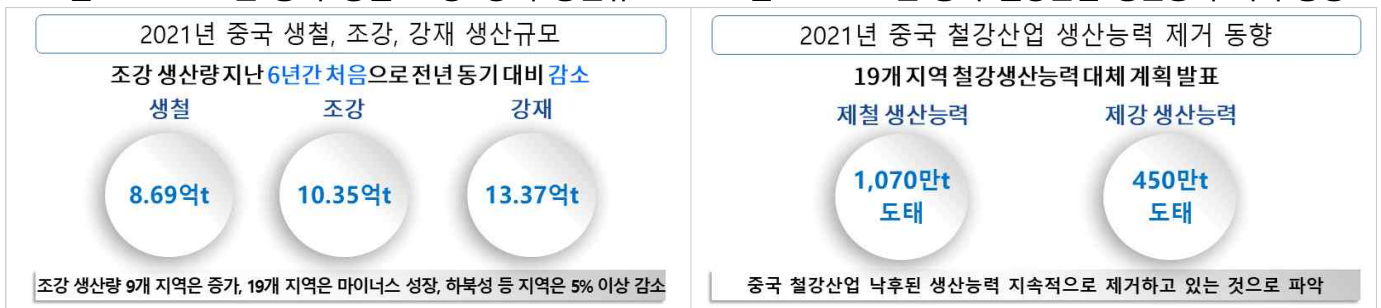 2021년 중국 생철, 조강, 강재 생산규모
조강 생산량 지난 6년간 처음으로 전년 동기 대비 감소
생철 조강 강재
8.69억t 10.35억t 13.37억t
조강 생산량 9개 지역은 증가, 19개 지역은 마이너스 성장, 하북성 등 지역은 5% 이상 감소
2021년 중국 철강산업 생산능력 제거 동향
19개 지역 철강생산능력 대체 계획 발표
제철 생산능력 제강 생산능력
1,070만t 450만t
도태 도태
중국 철강산업 낙후된 생산능력 지속적으로 제거하고 있는 것으로 파악